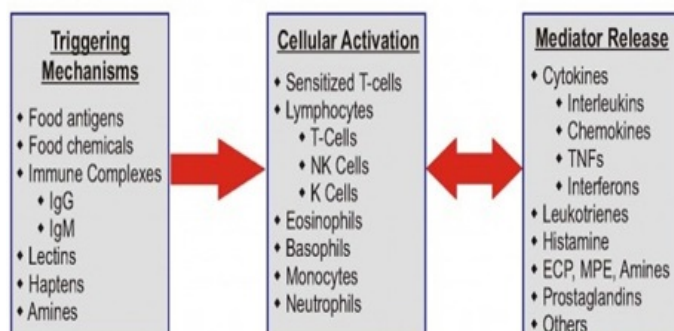 Triggering
Mechanisms
♦ Food antigens
♦ Food chemicals
♦ Immune Complexes
♦ IgG
♦ IgM
♦ Lectins
♦ Haptens
♦ Amines
Cellular Activation
♦ Sensitized T-cells
♦ Lymphocytes
♦ T-Cells
♦ NK Cells
♦ K Cells
♦ Eosinophils
♦ Basophils
♦ Monocytes
♦ Neutrophils
Mediator Release
♦ Cytokines
♦ Interleukins
♦ Chemokines
♦ TNFs
♦ Interferons
♦ Leukotrienes
♦ Histamine
♦ ECP, MPE, Amines
♦ Prostaglandins
♦ Others